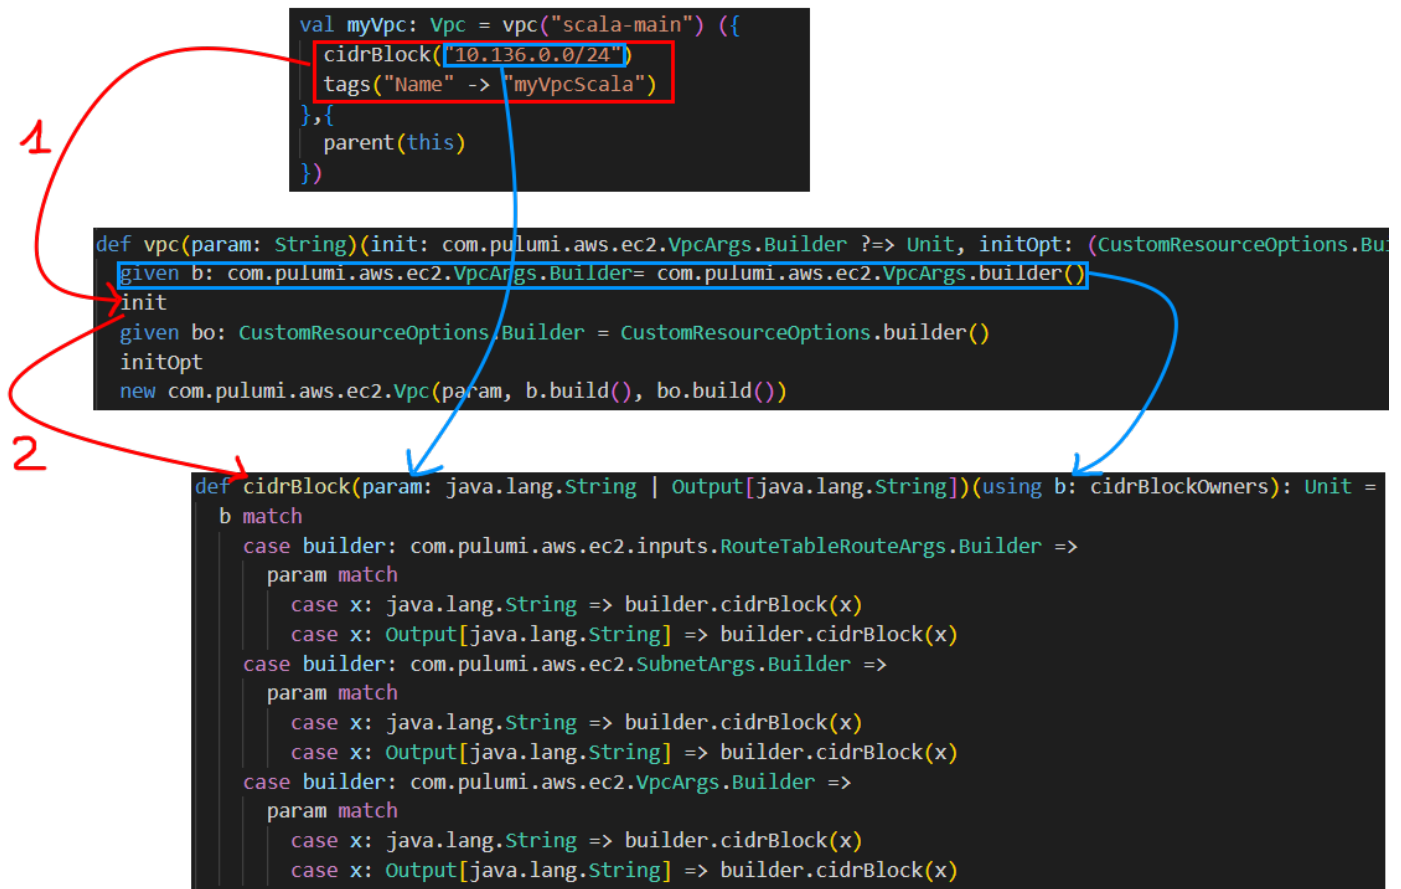 val myVpc: Vpc = vpc("scala-main") ({
cidrBlock("10.136.0.0/24")
tags("Name" -> "myVpcScala")
},{
parent(this)
})
1
def vpc(param: String)(init: com.pulumi.aws.ec2.VpcArgs.Builder ?=> Unit, initOpt: (CustomResourceOptions.Bui
given b: com.pulumi.aws.ec2.VpcArgs.Builder= com.pulumi.aws.ec2.VpcArgs.builder()
init
given bo: CustomResourceOptions.Builder = CustomResourceOptions.builder()
initOpt
new com.pulumi.aws.ec2.Vpc(param, b.build(), bo.build())
2
def cidrBlock(param: java.lang.String | Output[java.lang.String])(using b: cidrBlockOwners): Unit =
b match
case builder: com.pulumi.aws.ec2.inputs.RouteTableRouteArgs.Builder =>
param match
case x: java.lang.String => builder.cidrBlock(x)
case x: Output[java.lang.String] => builder.cidrBlock(x)
case builder: com.pulumi.aws.ec2.SubnetArgs.Builder =>
param match
case x: java.lang.String => builder.cidrBlock(x)
case x: Output[java.lang.String] => builder.cidrBlock(x)
case builder: com.pulumi.aws.ec2.VpcArgs.Builder =>
param match
case x: java.lang.String => builder.cidrBlock(x)
case x: Output[java.lang.String] => builder.cidrBlock(x)